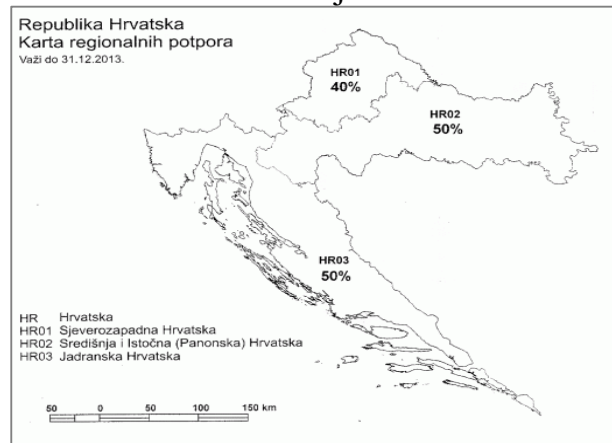 Republika Hrvatska
Karta regionalnih potpora
Važi do 31.12.2013.
HR01
40%
HR02
50%
HR03
50%
HR Hrvatska
HR01 Sjeverozapadna Hrvatska
HR02 Središnja i Istočna (Panonska) Hrvatska
HR03 Jadranska Hrvatska
50 0 50 100 150 km